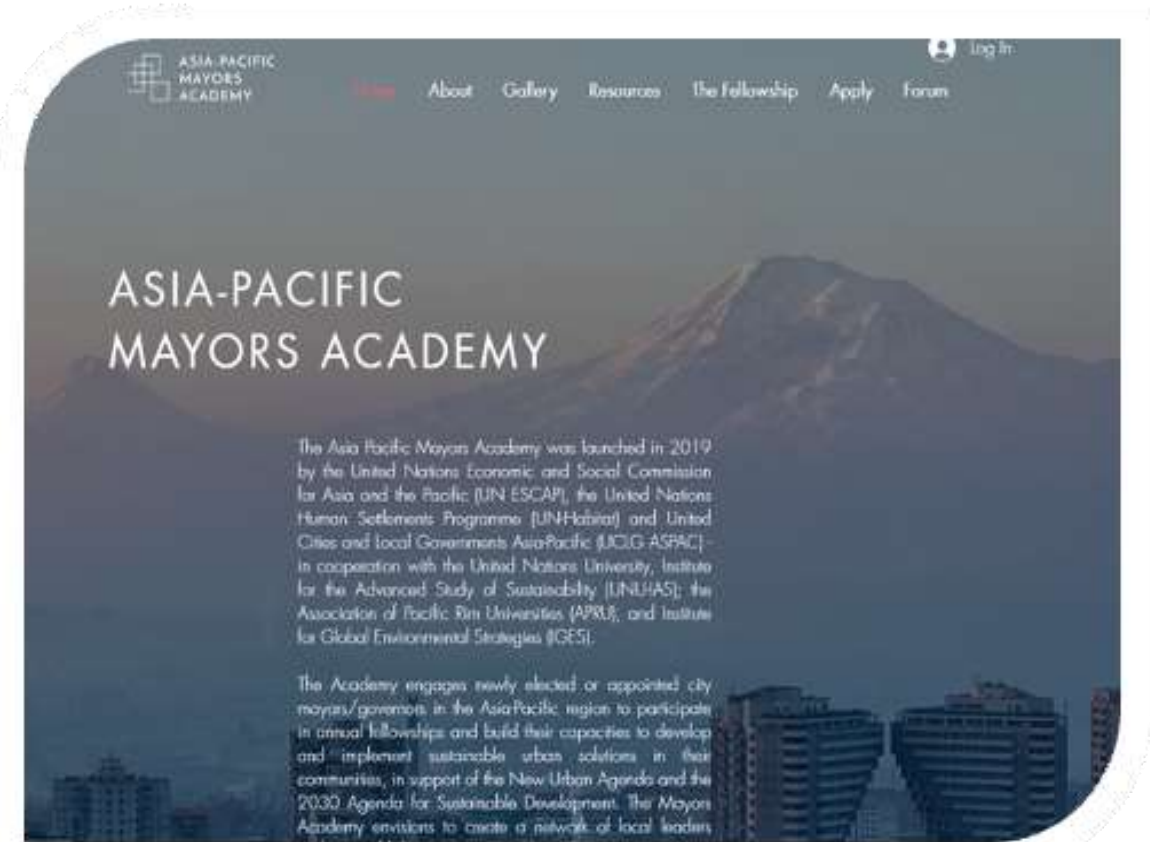 ASIA-PACIFIC
MAYORS
ACADEMY
Log In
Home
About
Gallery
Resources
The Fellowship
Apply
Forum
ASIA-PACIFIC
MAYORS ACADEMY
The Asia Pacific Mayors Academy was launched in 2019
by the United Nations Economic and Social Commission
for Asia and the Pacific (UN ESCAP), the United Nations
Human Settlements Programme (UN-Habitat) and United
Cities and Local Governments Asia-Pacific (UCLG ASPAC) -
in cooperation with the United Nations University, Institute
for the Advanced Study of Sustainability (UNU-IAS); the
Association of Pacific Rim Universities (APRU), and Institute
for Global Environmental Strategies (IGES).
The Academy engages newly elected or appointed city
mayors/governors in the Asia-Pacific region to participate
in annual fellowships and build their capacities to develop
and implement sustainable urban solutions in their
communities, in support of the New Urban Agenda and the
2030 Agenda for Sustainable Development. The Mayors
Academy envisions to create a network of local leaders